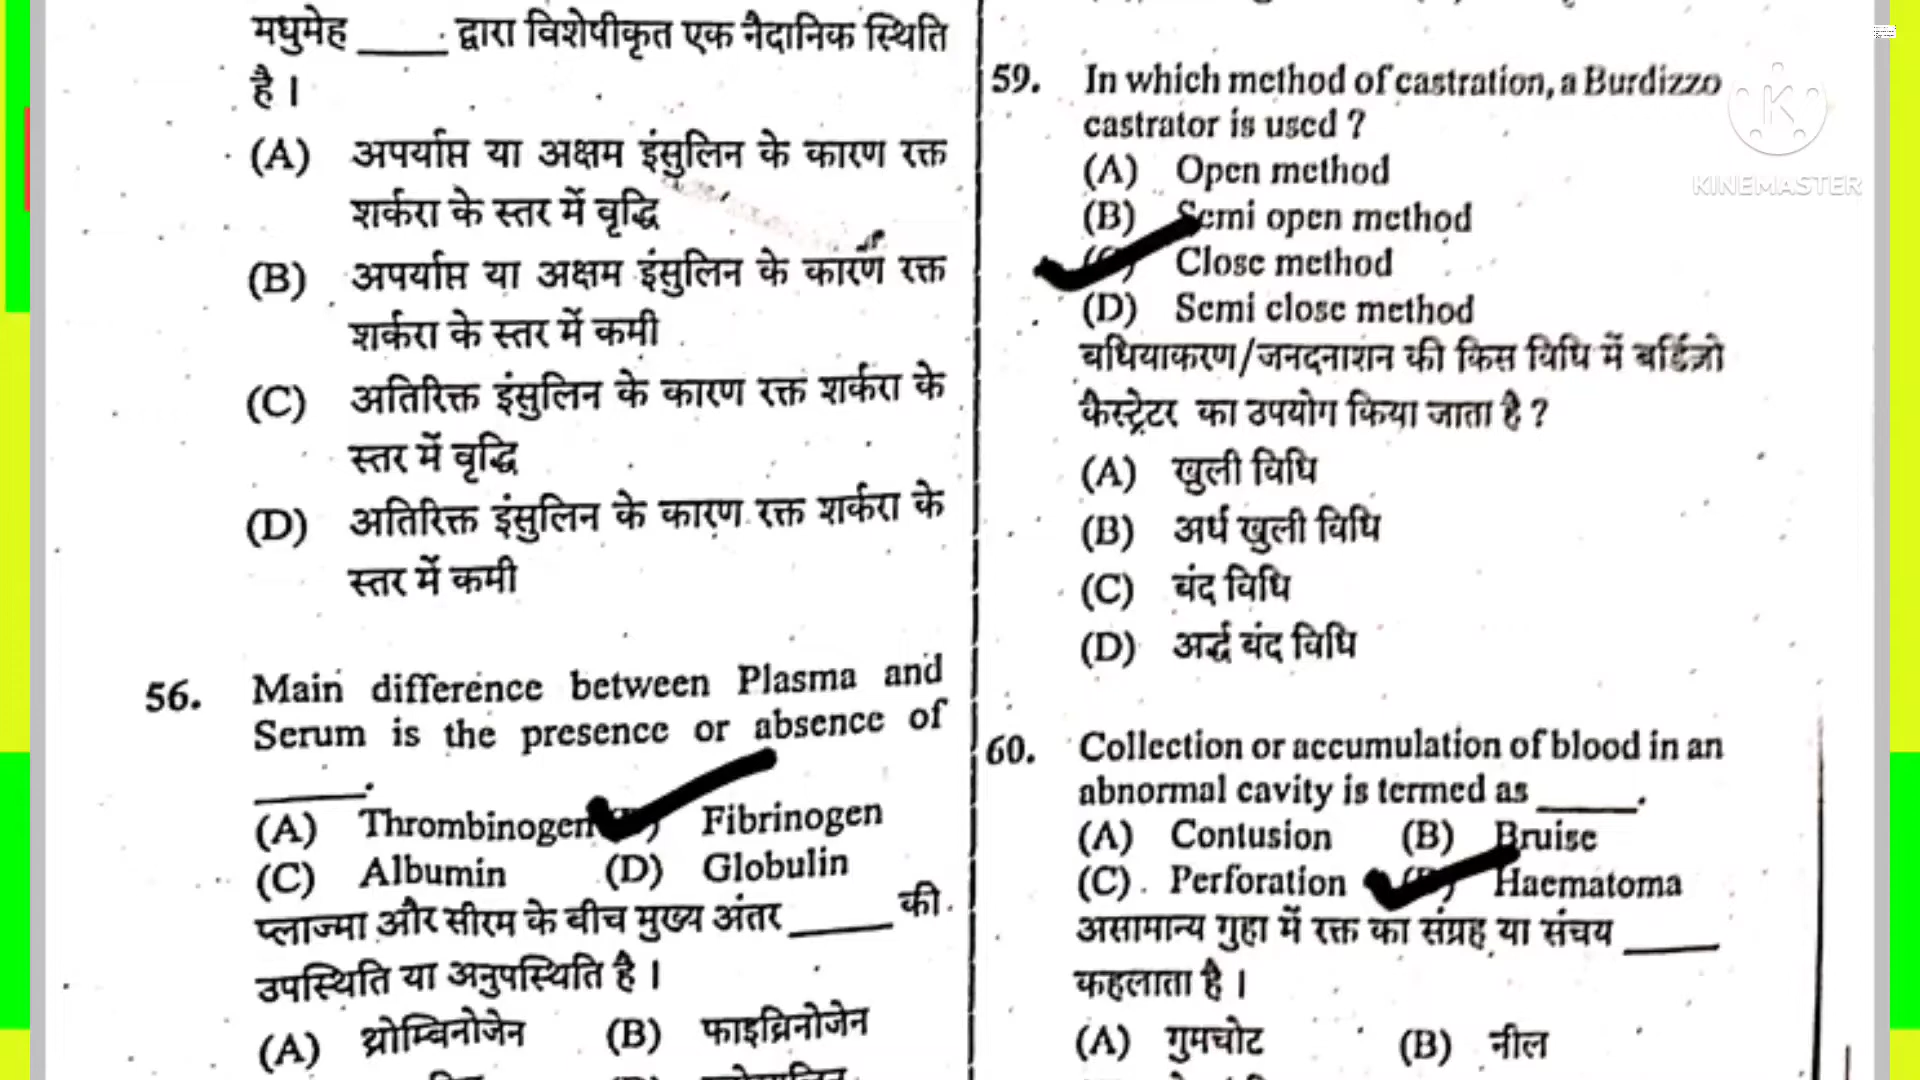 मधुमेह ____ द्वारा विशेषीकृत एक नैदानिक स्थिति
है ।
(A) अपर्याप्त या अक्षम इंसुलिन के कारण रक्त
शर्करा के स्तर में वृद्धि
(B) अपर्याप्त या अक्षम इंसुलिन के कारण रक्त
शर्करा के स्तर में कमी
(C) अतिरिक्त इंसुलिन के कारण रक्त शर्करा के
स्तर में वृद्धि
(D) अतिरिक्त इंसुलिन के कारण रक्त शर्करा के
स्तर में कमी
56. Main difference between Plasma and
Serum is the presence or absence of
____.
(A) Thrombinogen Fibrinogen
(C) Albumin (D) Globulin
प्लाज्मा और सीरम के बीच मुख्य अंतर ____ की
उपस्थिति या अनुपस्थिति है ।
(A) थ्रोम्बिनोजेन (B) फाइब्रिनोजेन
59. In which method of castration, a Burdizzo
castrator is used ?
(A) Open method
(B) Semi open method
(C) Close method
(D) Semi close method
बधियाकरण/जनदनाशन की किस विधि में बर्डिज़ो
कैस्ट्रेटर का उपयोग किया जाता है ?
(A) खुली विधि
(B) अर्ध खुली विधि
(C) बंद विधि
(D) अर्द्ध बंद विधि
60. Collection or accumulation of blood in an
abnormal cavity is termed as ____.
(A) Contusion (B) Bruise
(C) Perforation Haematoma
असामान्य गुहा में रक्त का संग्रह या संचय ____
कहलाता है ।
(A) गुमचोट (B) नील
K
KINEMASTER